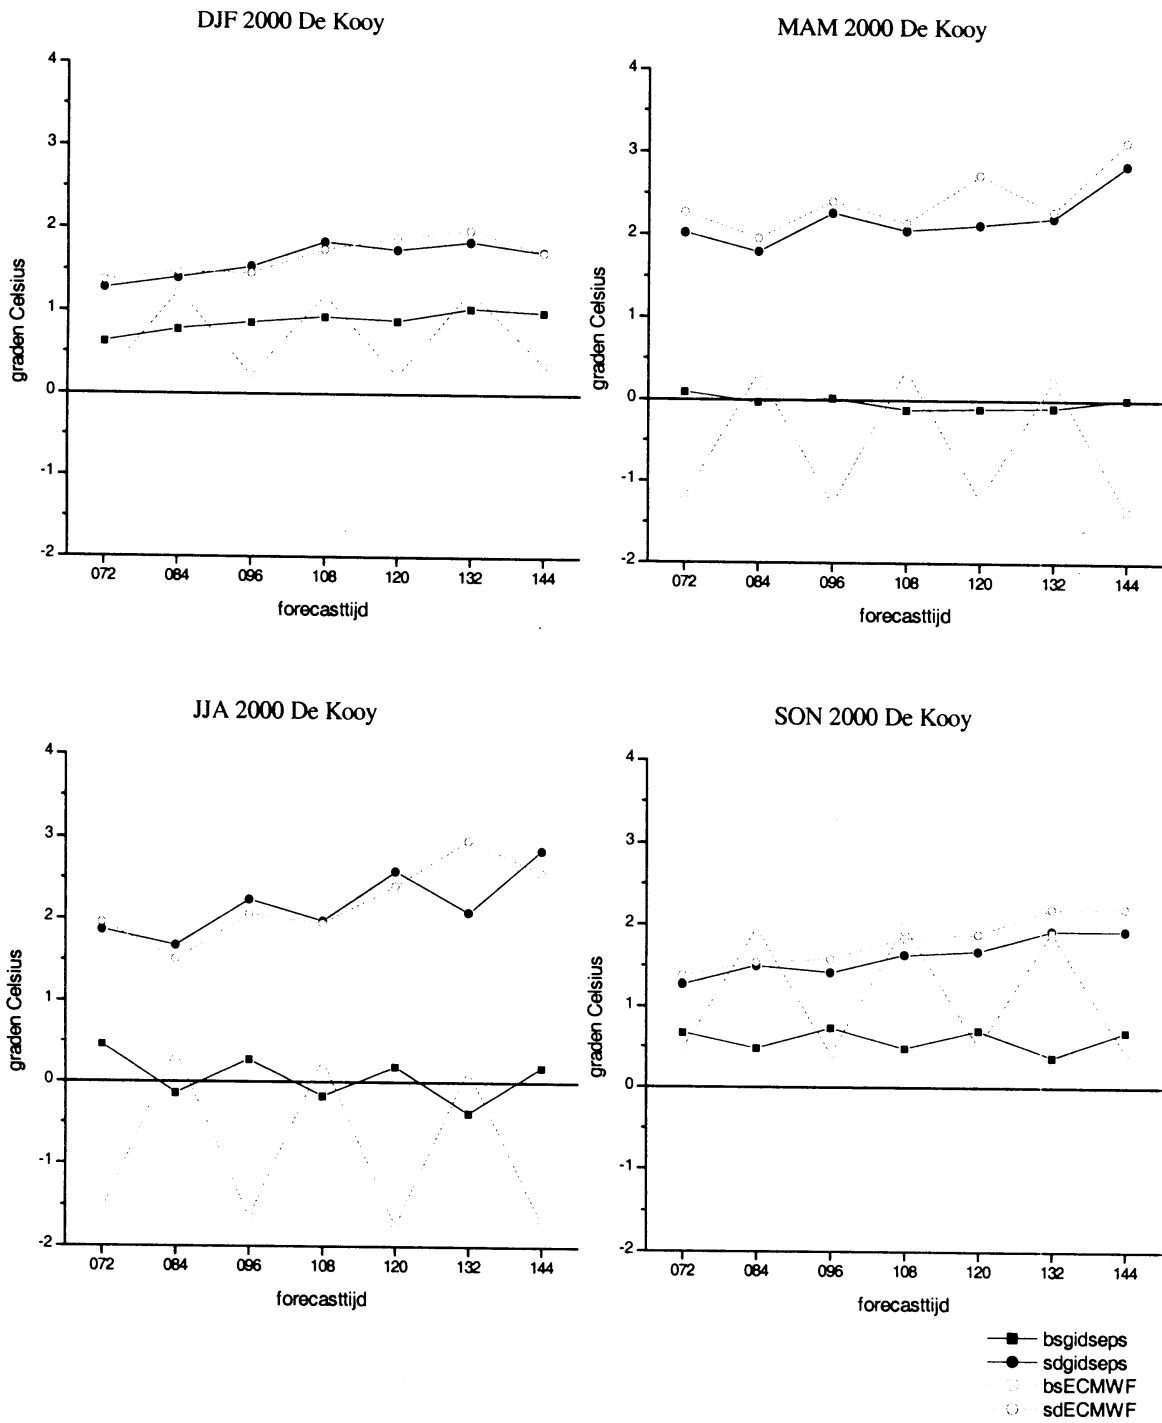 DJF 2000 De Kooy
4
3
2
1
0
-1
-2
graden Celsius
072 084 096 108 120 132 144
forecasttijd
MAM 2000 De Kooy
4
3
2
1
0
-1
-2
graden Celsius
072 084 096 108 120 132 144
forecasttijd
JJA 2000 De Kooy
4
3
2
1
0
-1
-2
graden Celsius
072 084 096 108 120 132 144
forecasttijd
SON 2000 De Kooy
4
3
2
1
0
-1
-2
graden Celsius
072 084 096 108 120 132 144
forecasttijd
bsgidseps
sdgidseps
bsECMWF
sdECMWF